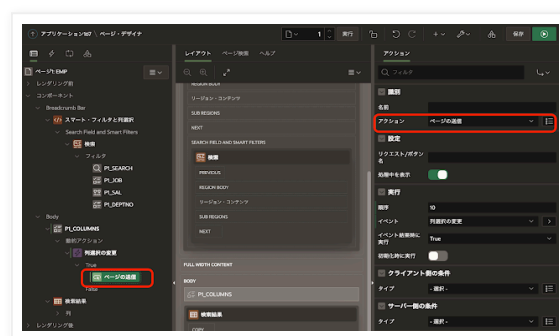 アプリケーション167 \ ページ・デザイナ
1
実行
保存
レイアウト
ページ検索
ヘルプ
アクション
ページ1: EMP
レンダリング前
コンポーネント
Breadcrumb Bar
スマート・フィルタと列選択
Search Field and Smart Filters
検索
フィルタ
P1_SEARCH
P1_JOB
P1_SAL
P1_DEPTNO
Body
P1_COLUMNS
動的アクション
列選択の変更
True
ページの送信
False
検索結果
列
レンダリング後
REGION BODY
リージョン・コンテンツ
SUB REGIONS
NEXT
SEARCH FIELD AND SMART FILTERS
検索
PREVIOUS
REGION BODY
リージョン・コンテンツ
SUB REGIONS
NEXT
FULL WIDTH CONTENT
BODY
P1_COLUMNS
検索結果
COPY
フィルタ
識別
名前
アクション
ページの送信
設定
リクエスト/ボタン名
処理中を表示
実行
順序
10
イベント
列選択の変更
イベント結果時に実行
True
初期化時に実行
クライアント側の条件
タイプ
- 選択 -
サーバー側の条件
タイプ
- 選択 -